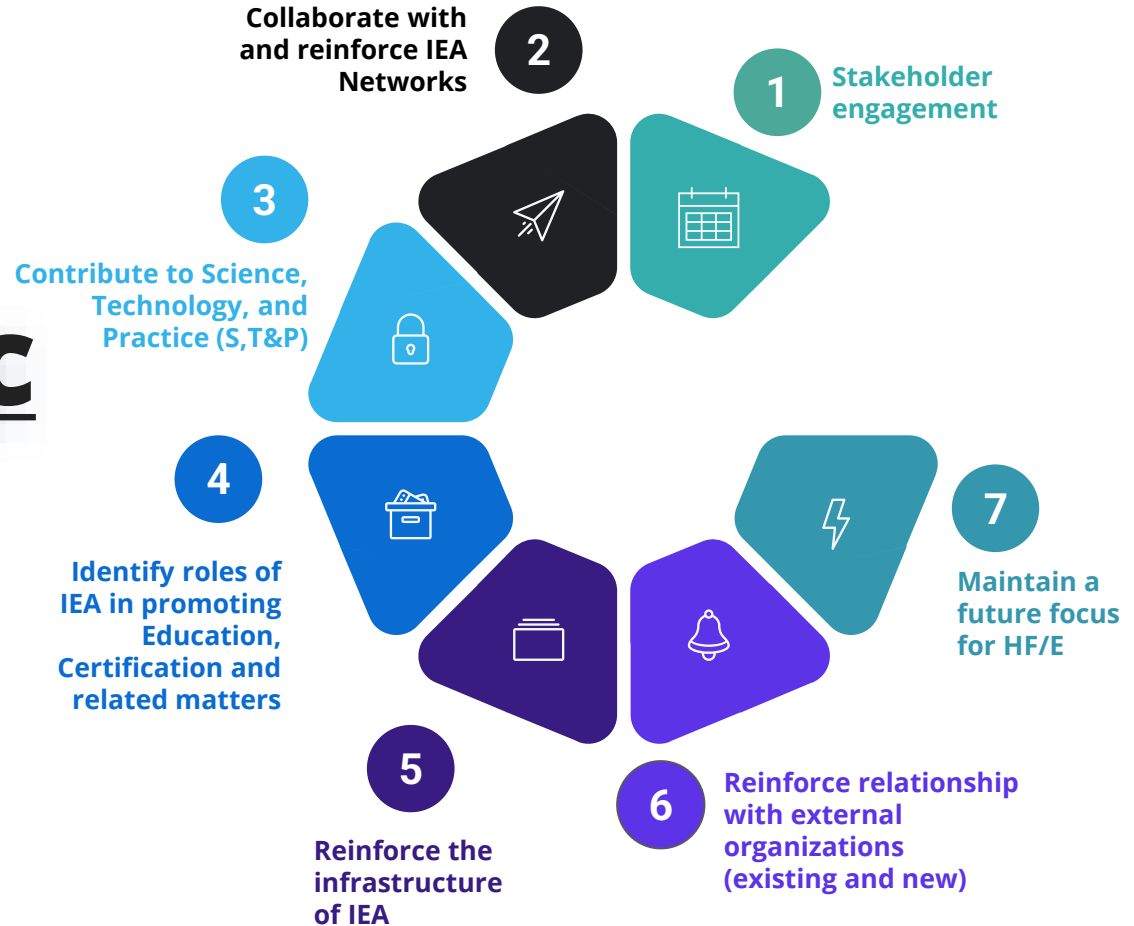 1
Stakeholder
engagement
2
Collaborate with
and reinforce IEA
Networks
3
Contribute to Science,
Technology, and
Practice (S,T&P)
c
4
Identify roles of
IEA in promoting
Education,
Certification and
related matters
5
Reinforce the
infrastructure
of IEA
6
Reinforce relationship
with external
organizations
(existing and new)
7
Maintain a
future focus
for HF/E